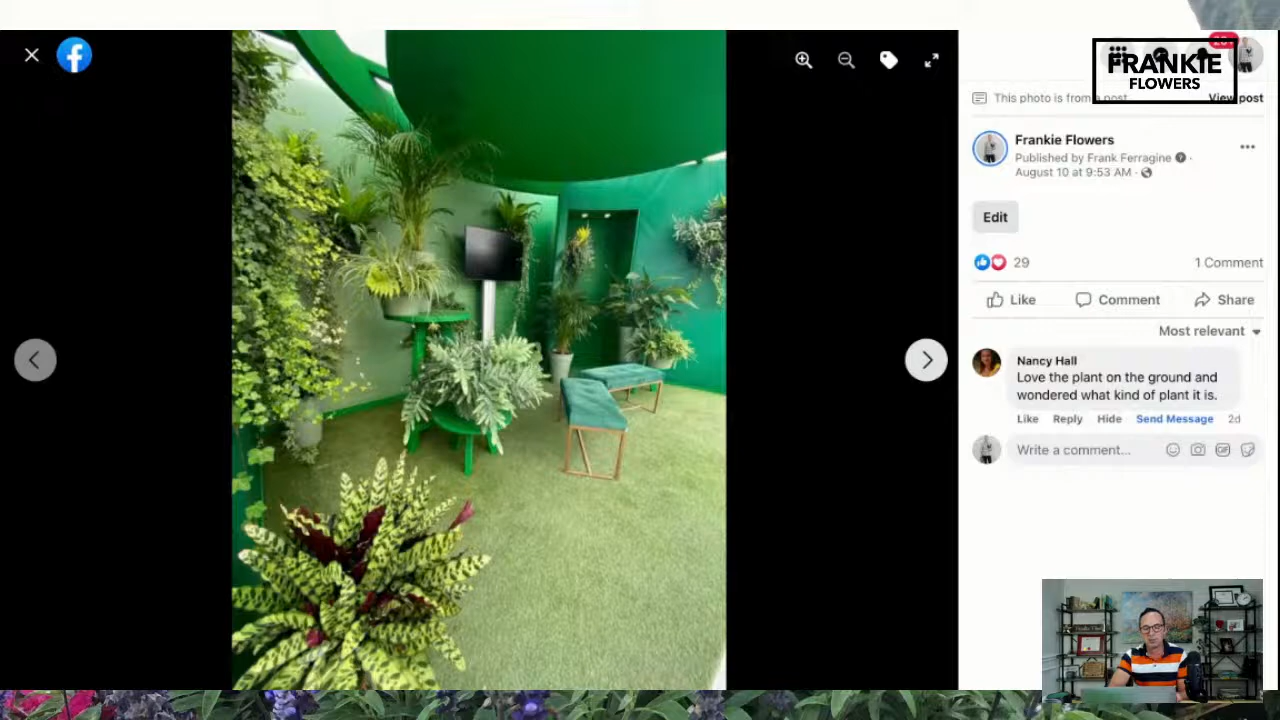 FRANKIE
FLOWERS
This photo is from a post.
View post
Frankie Flowers
Published by Frank Ferragine
August 10 at 9:53 AM
Edit
29
1 Comment
Like
Comment
Share
Most relevant
Nancy Hall
Love the plant on the ground and
wondered what kind of plant it is.
Like Reply Hide Send Message 2d
Write a comment...
GIF